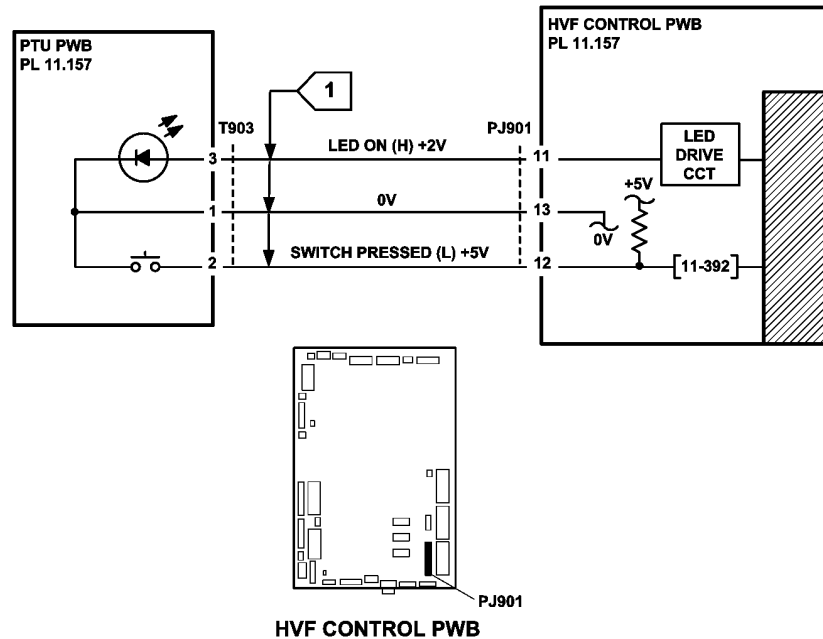 PTU PWB
PL 11.157
HVF CONTROL PWB
PL 11.157
1
T903
PJ901
3
LED ON (H) +2V
11
LED
DRIVE
CCT
+5V
1
0V
13
0V
2
SWITCH PRESSED (L) +5V
12
11-392
PJ901
HVF CONTROL PWB